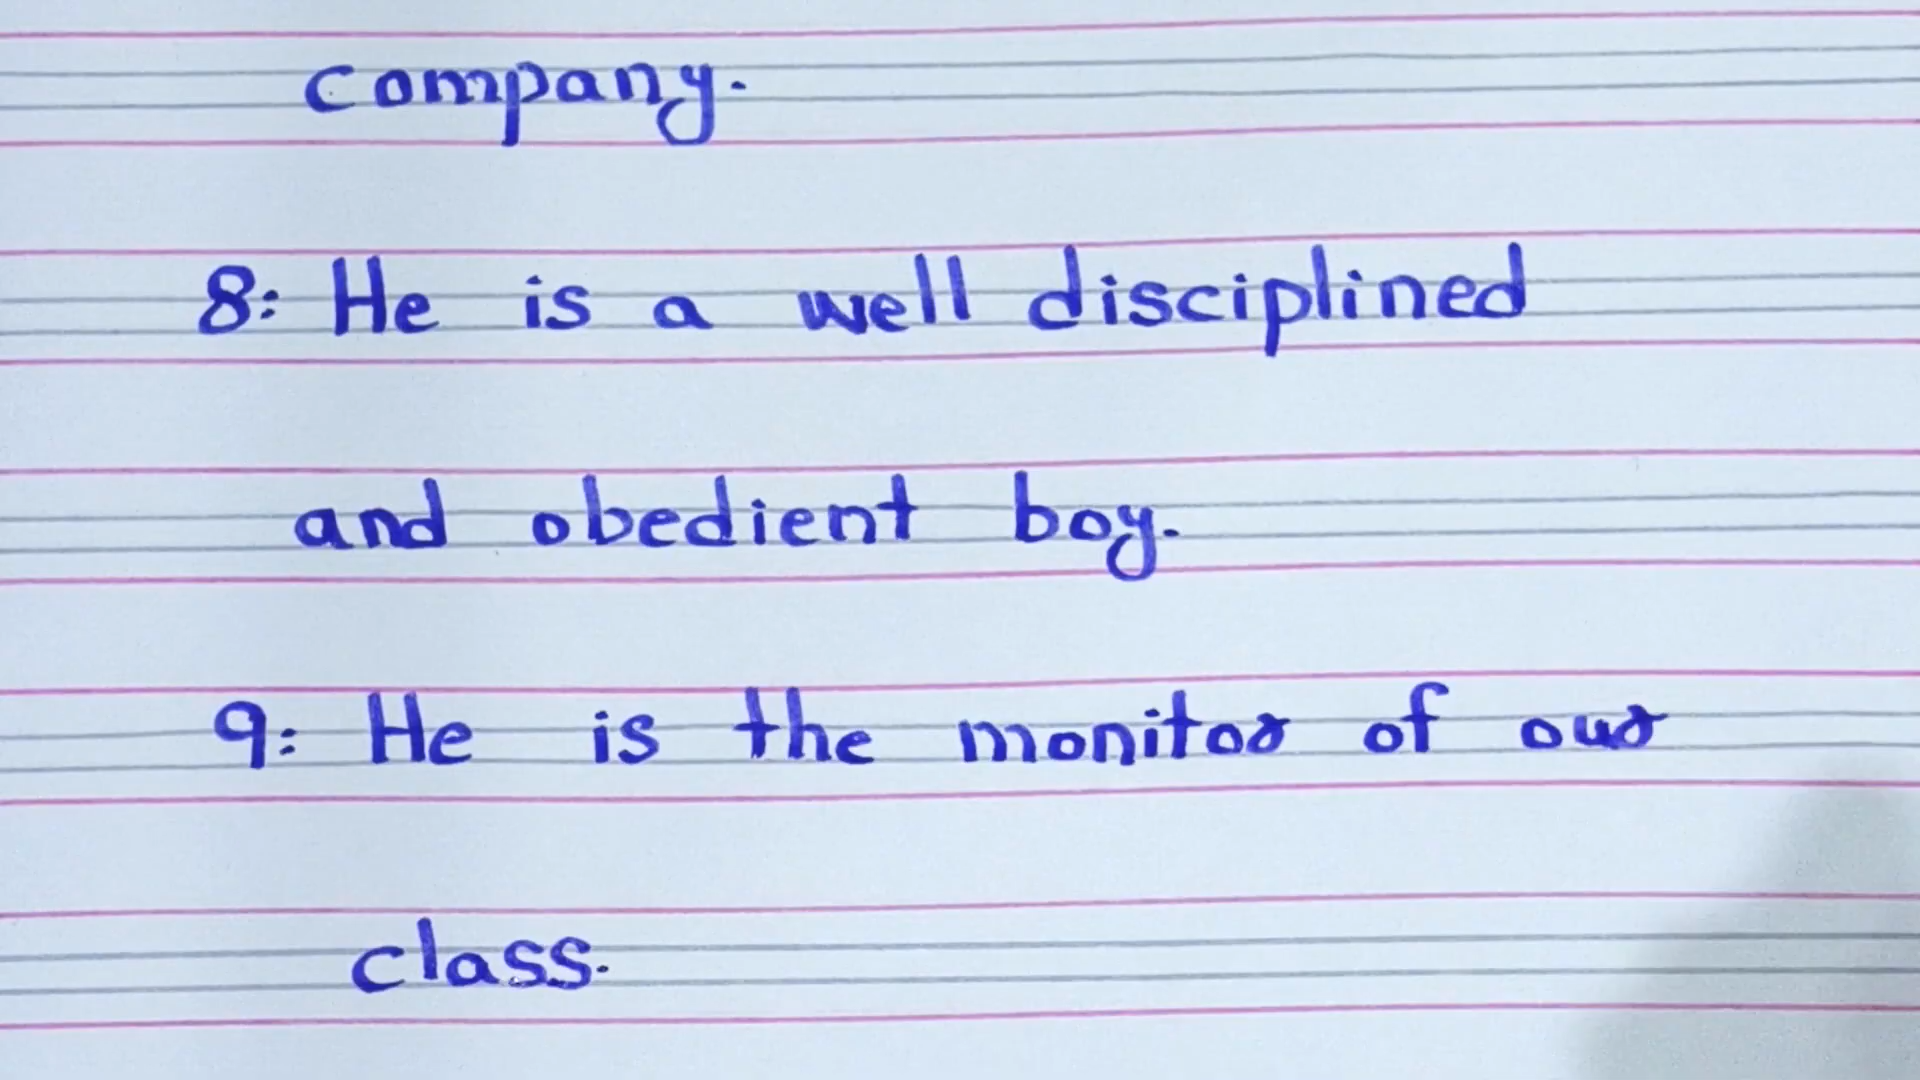 company.
8: He is a well disciplined
and obedient boy.
9: He is the monitor of our
class.